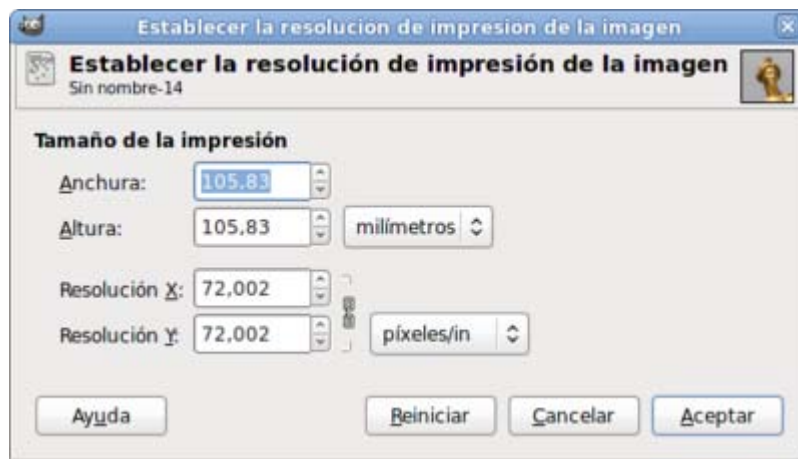 Establecer la resolución de impresión de la imagen
Establecer la resolución de impresión de la imagen
Sin nombre-14
Tamaño de la impresión
Anchura: 105,83
Altura: 105,83 milímetros
Resolución X: 72,002
Resolución Y: 72,002 píxeles/in
Ayuda Reiniciar Cancelar Aceptar